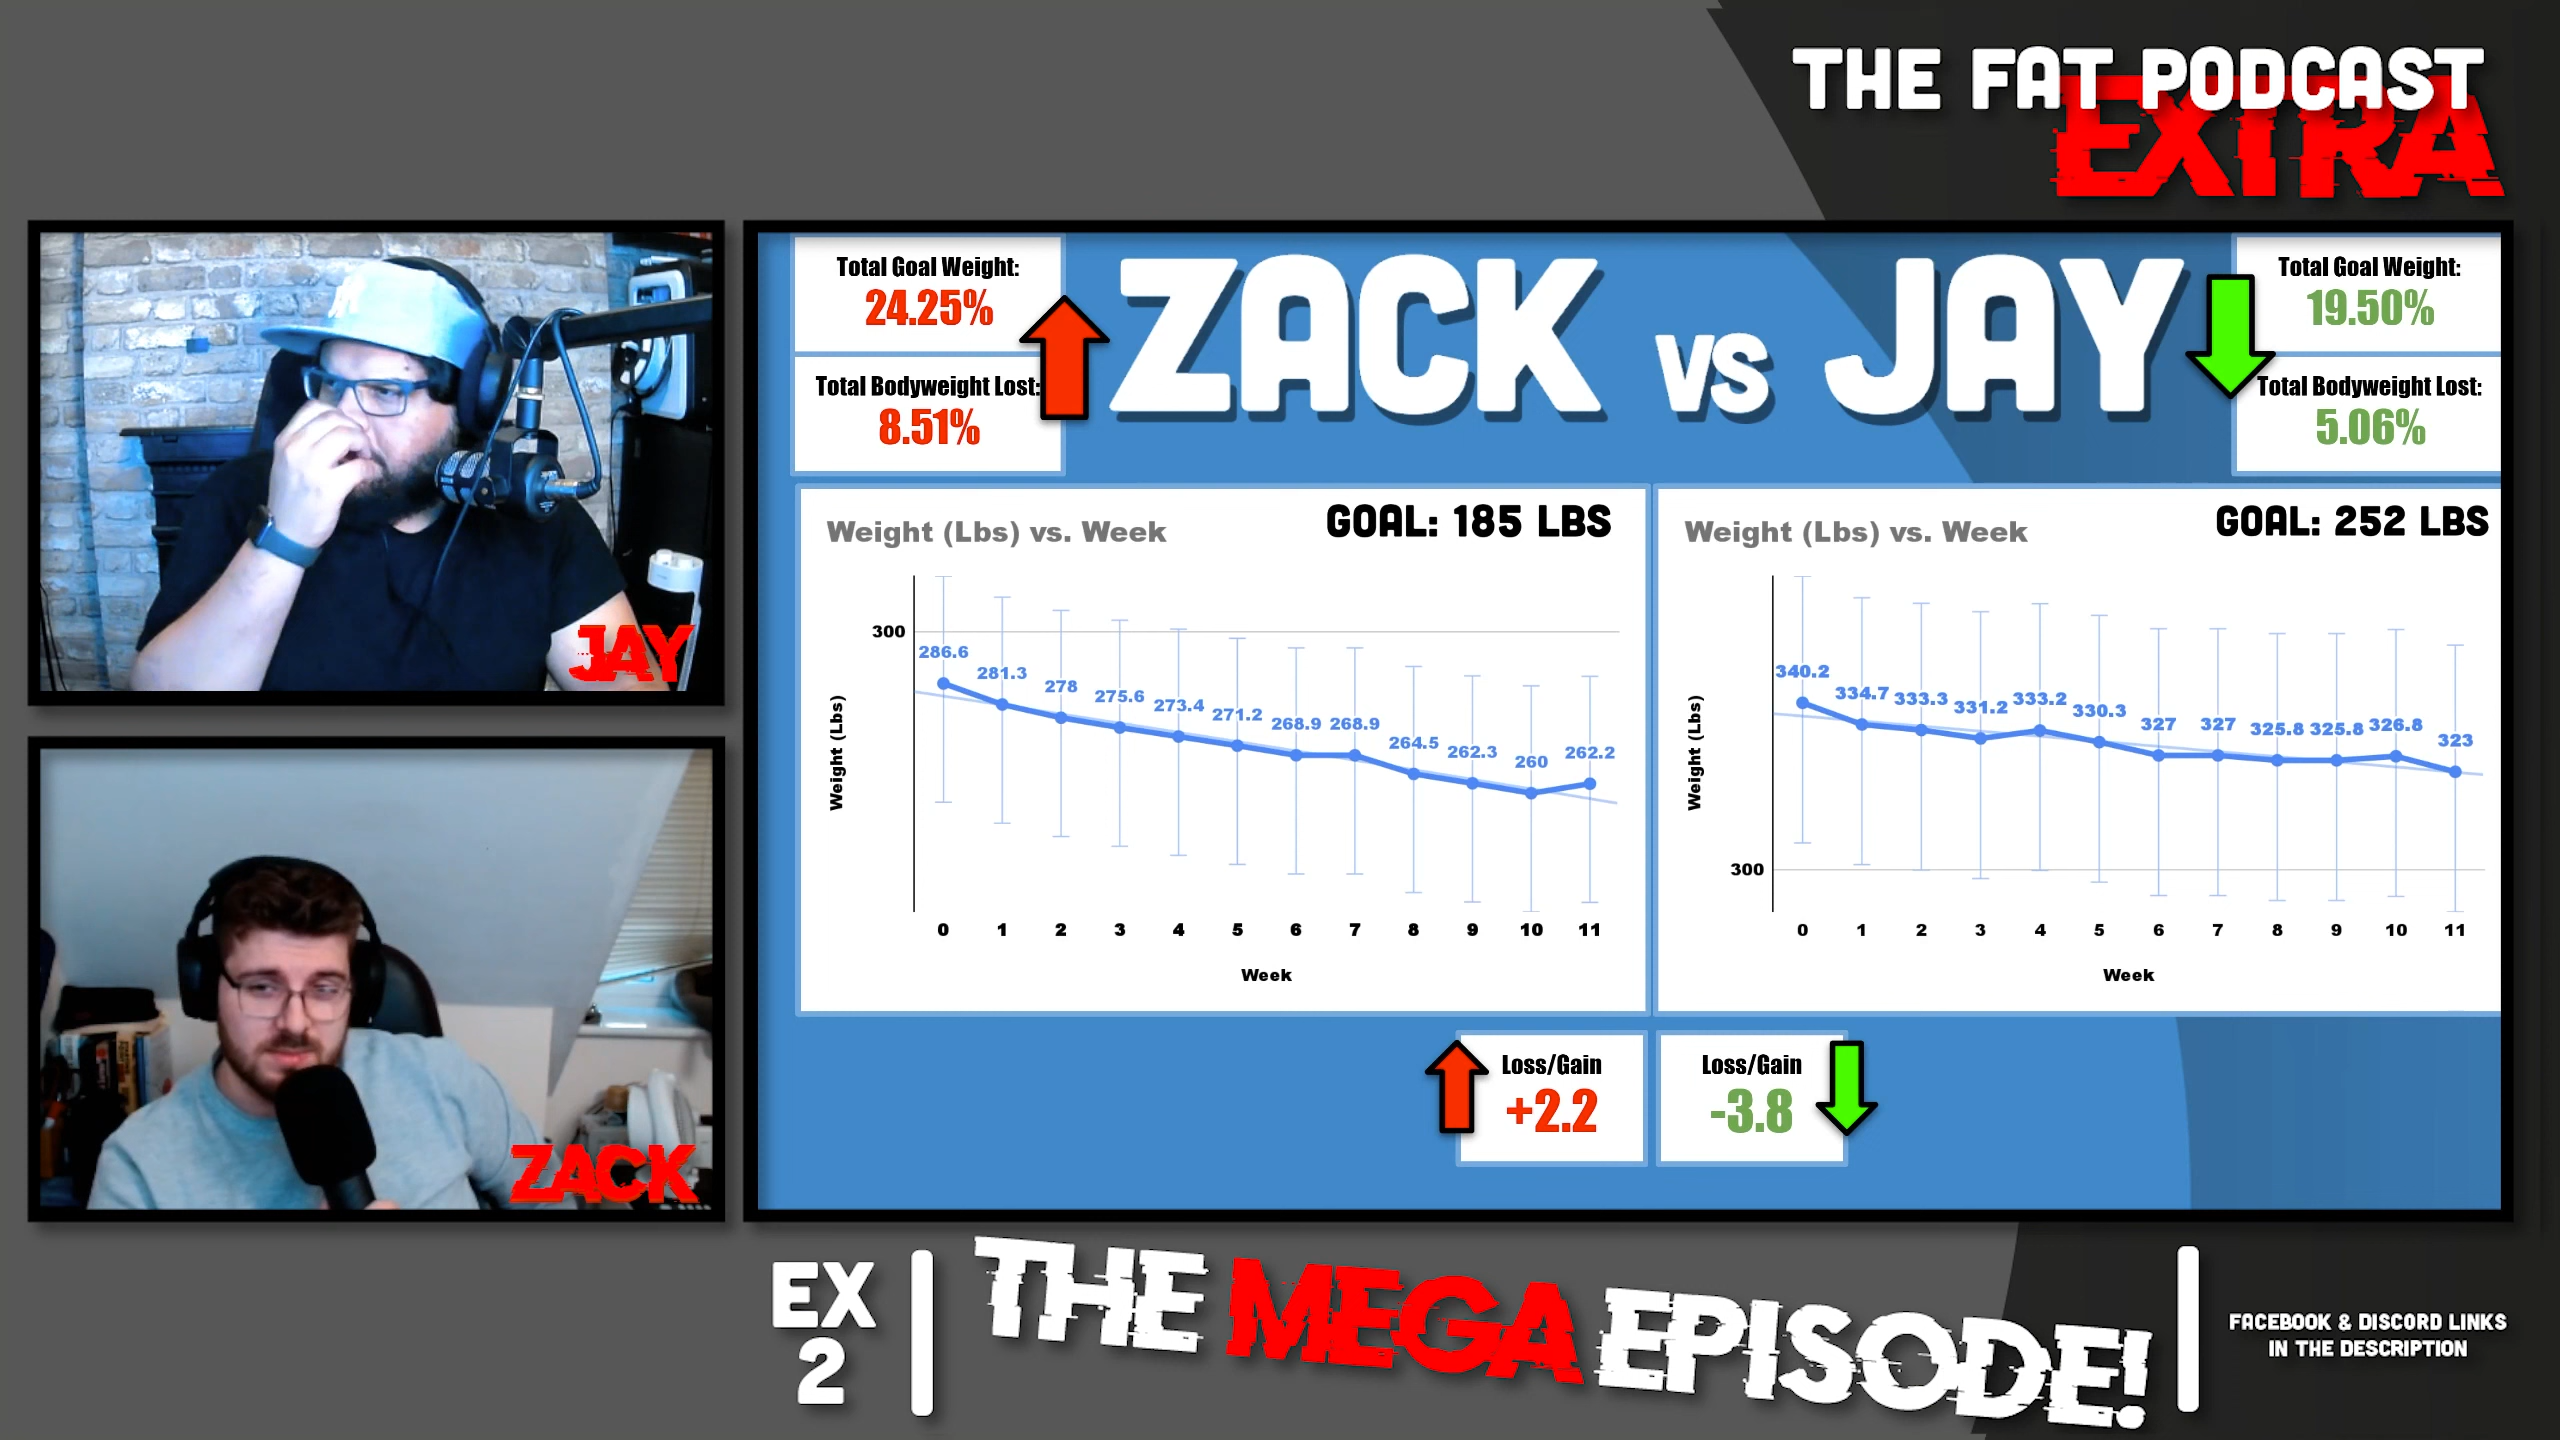 THE FAT PODCAST
EXTRA
JAY
ZACK
Total Goal Weight:
24.25%
Total Bodyweight Lost:
8.51%
ZACK VS JAY
Total Goal Weight:
19.50%
Total Bodyweight Lost:
5.06%
Weight (Lbs) vs. Week
GOAL: 185 LBS
Weight (Lbs)
300
286.6
281.3
278
275.6
273.4
271.2
268.9
268.9
264.5
262.3
260
262.2
0 1 2 3 4 5 6 7 8 9 10 11
Week
Weight (Lbs) vs. Week
GOAL: 252 LBS
Weight (Lbs)
340.2
334.7
333.3
331.2
333.2
330.3
327
327
325.8
325.8
326.8
323
300
0 1 2 3 4 5 6 7 8 9 10 11
Week
Loss/Gain
+2.2
Loss/Gain
-3.8
EX
2
THE MEGA EPISODE!
FACEBOOK & DISCORD LINKS
IN THE DESCRIPTION